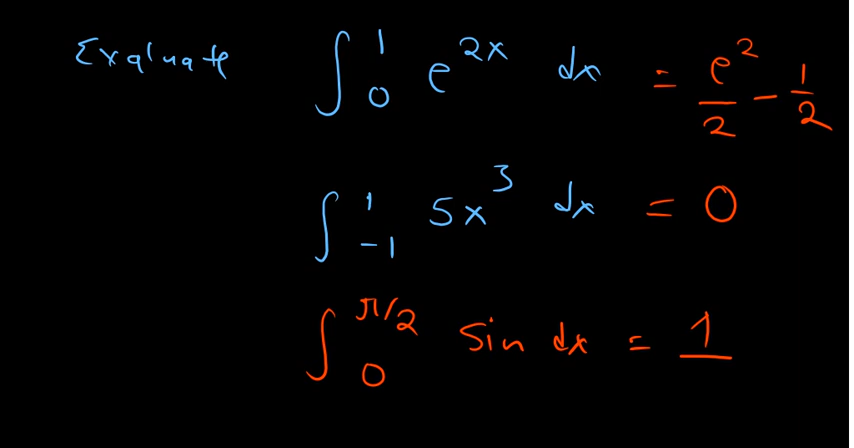 Evaluate ∫₀¹ e^{2x} dx = e²/2 − 1/2
∫₋₁¹ 5x³ dx = 0
∫₀^{π/2} sin dx = 1